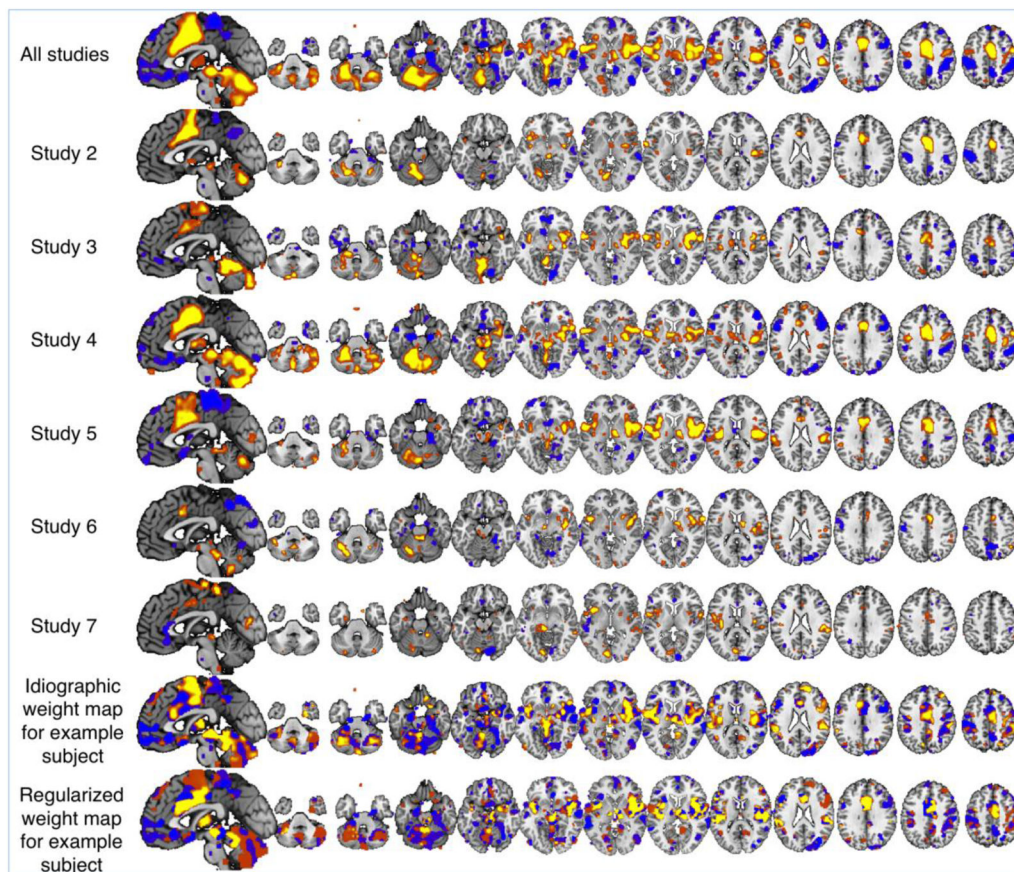 All studies
Study 2
Study 3
Study 4
Study 5
Study 6
Study 7
Idiographic
weight map
for example
subject
Regularized
weight map
for example
subject